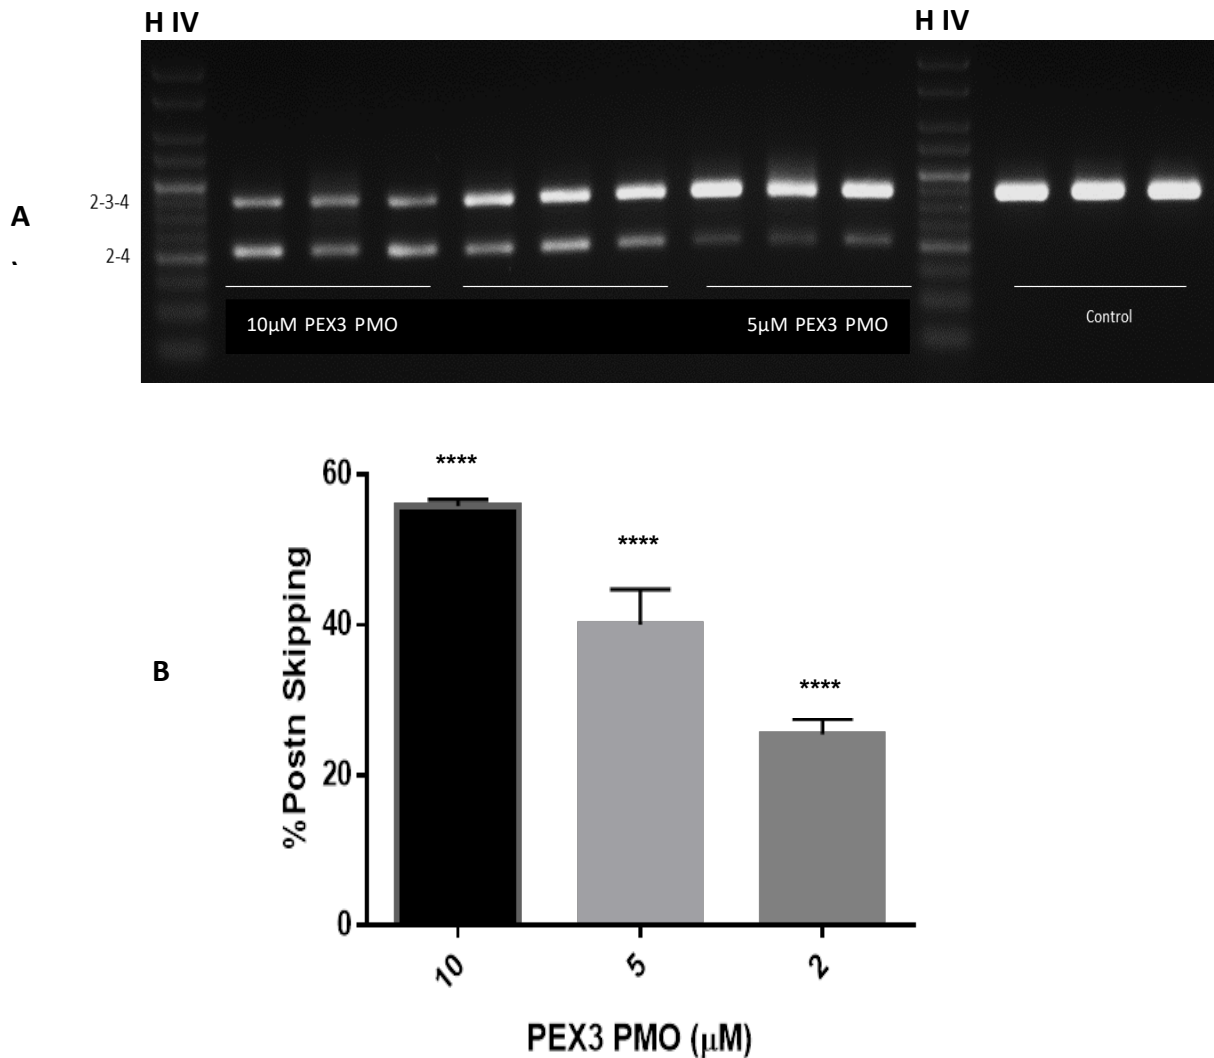 H IV
H IV
A
2-3-4
2-4
10µM PEX3 PMO
5µM PEX3 PMO
Control
B
%Postn Skipping
60
40
20
0
****
****
****
10
5
2
PEX3 PMO (µM)